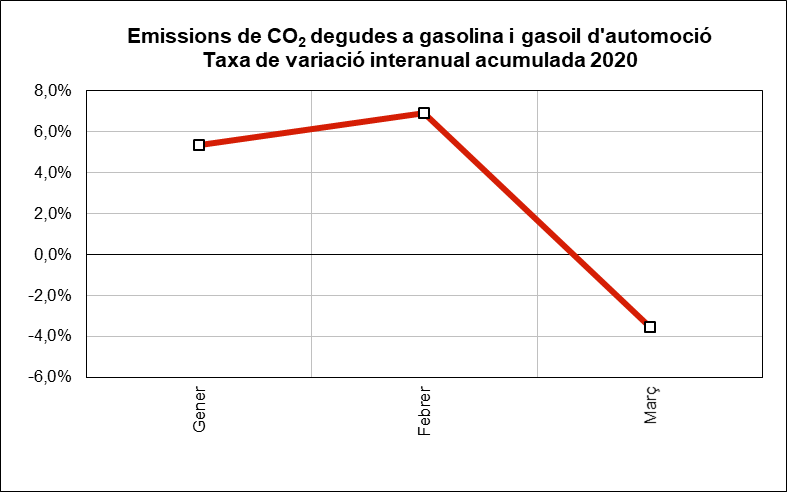 Emissions de CO₂ degudes a gasolina i gasoil d'automoció
Taxa de variació interanual acumulada 2020
8,0%
6,0%
4,0%
2,0%
0,0%
-2,0%
-4,0%
-6,0%
Gener
Febrer
Març